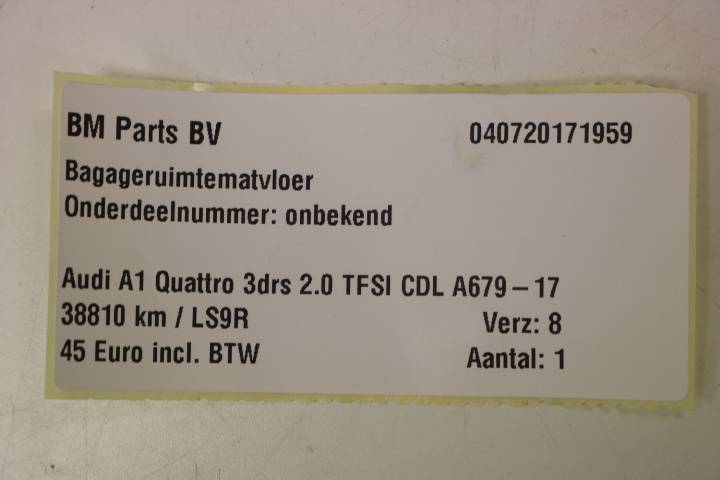 BM Parts BV 040720171959
Bagageruimtematvloer
Onderdeelnummer: onbekend
Audi A1 Quattro 3drs 2.0 TFSI CDL A679 – 17
38810 km / LS9R Verz: 8
45 Euro incl. BTW Aantal: 1